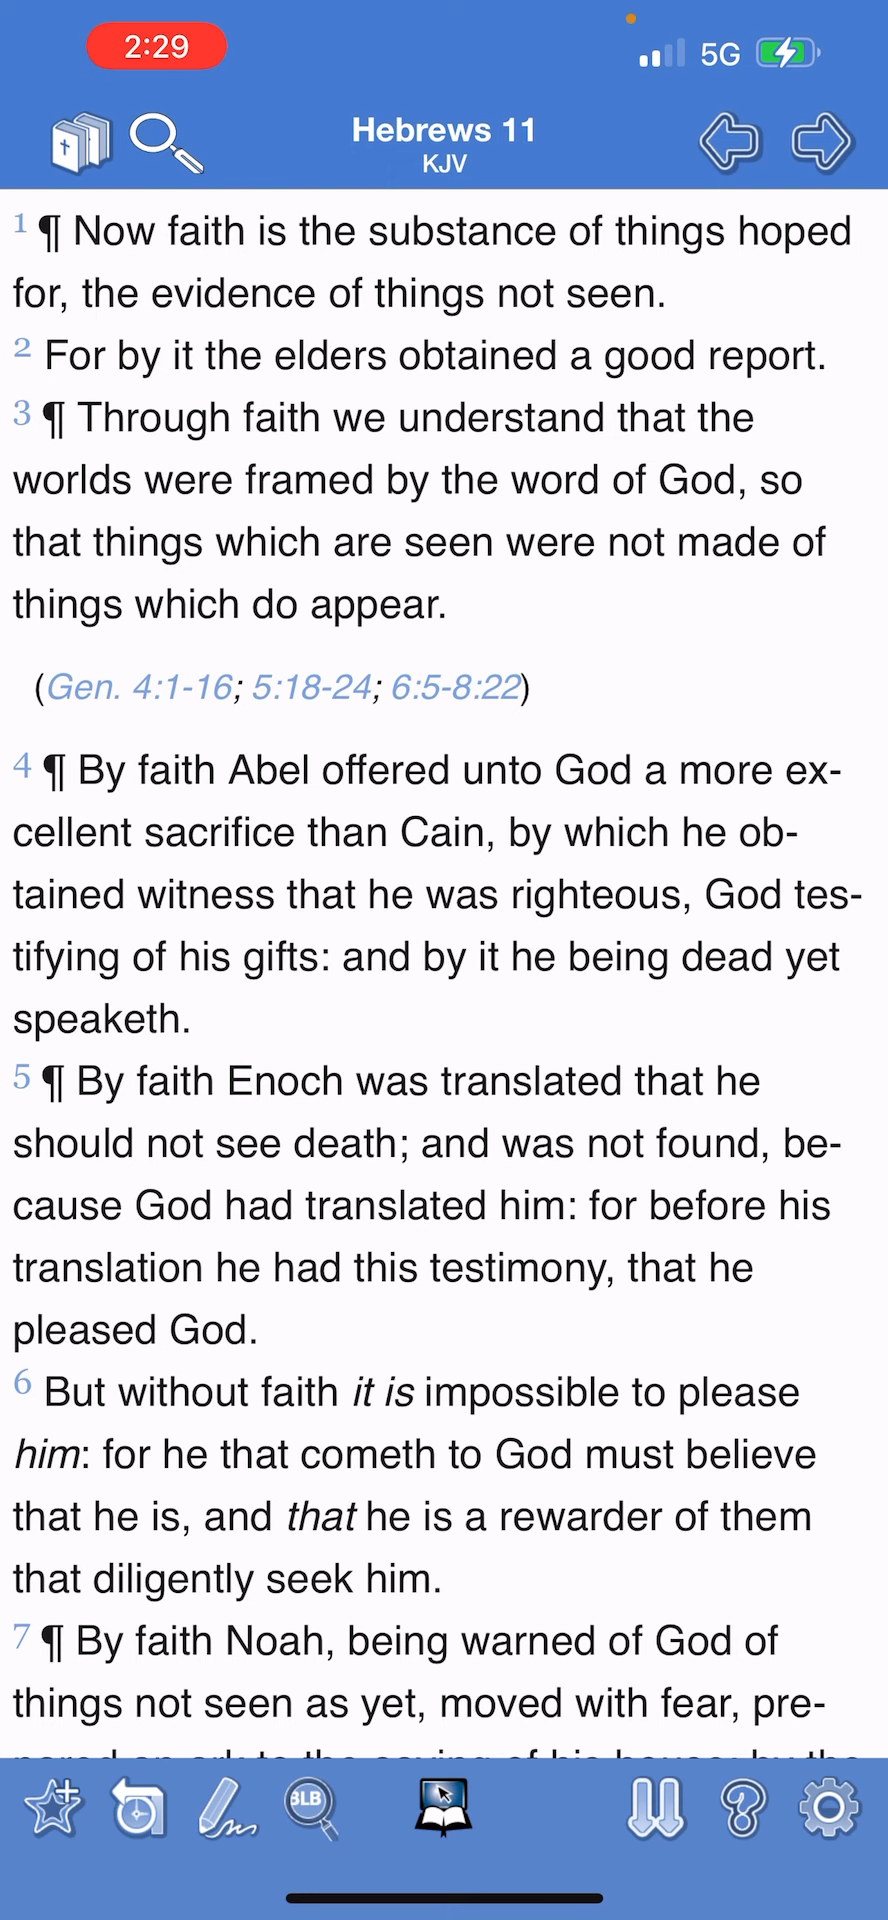 2:29
5G
Hebrews 11
KJV
1 ¶ Now faith is the substance of things hoped
for, the evidence of things not seen.
2 For by it the elders obtained a good report.
3 ¶ Through faith we understand that the
worlds were framed by the word of God, so
that things which are seen were not made of
things which do appear.
(Gen. 4:1-16; 5:18-24; 6:5-8:22)
4 ¶ By faith Abel offered unto God a more ex-
cellent sacrifice than Cain, by which he ob-
tained witness that he was righteous, God tes-
tifying of his gifts: and by it he being dead yet
speaketh.
5 ¶ By faith Enoch was translated that he
should not see death; and was not found, be-
cause God had translated him: for before his
translation he had this testimony, that he
pleased God.
6 But without faith it is impossible to please
him: for he that cometh to God must believe
that he is, and that he is a rewarder of them
that diligently seek him.
7 ¶ By faith Noah, being warned of God of
things not seen as yet, moved with fear, pre-
BLB